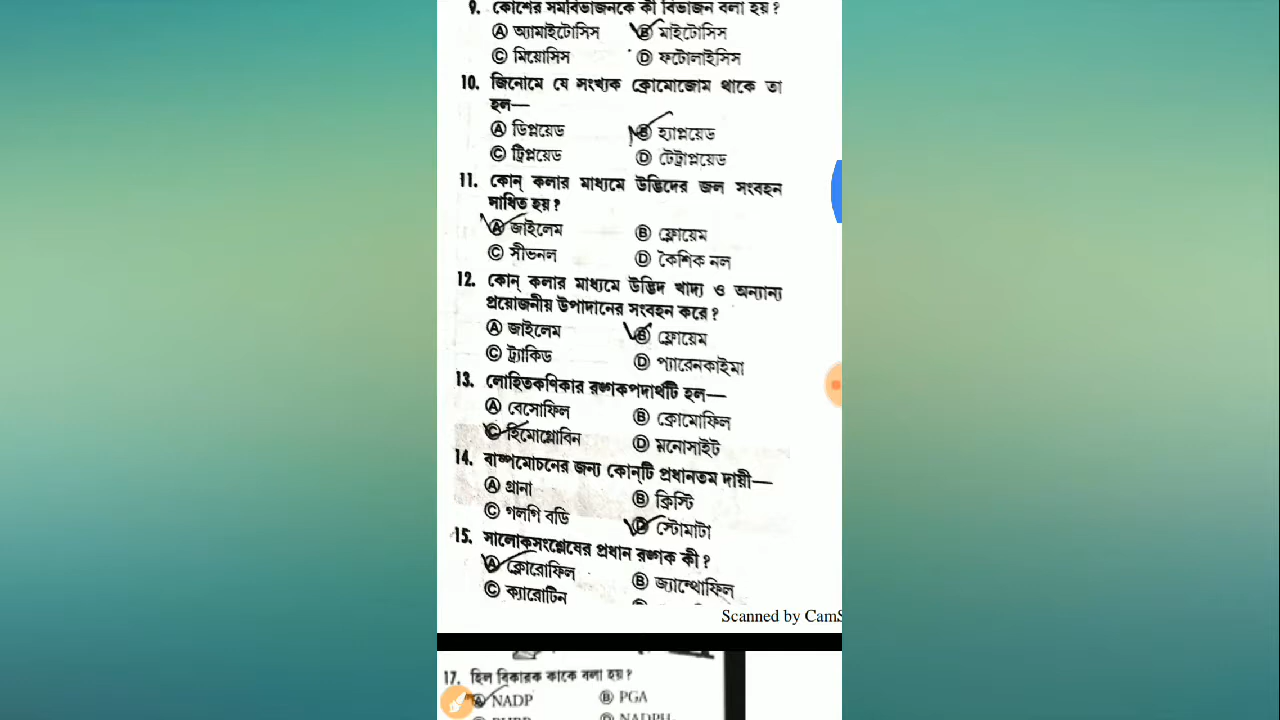 9. কোশের সমবিভাজনকে কী বিভাজন বলা হয় ?
Ⓐ অ্যামাইটোসিস Ⓑ মাইটোসিস
Ⓒ মিয়োসিস Ⓓ ফটোলাইসিস
10. জিনোমে যে সংখ্যক ক্রোমোজোম থাকে তা
হল—
Ⓐ ডিপ্লয়েড Ⓑ হ্যাপ্লয়েড
Ⓒ ট্রিপ্লয়েড Ⓓ টেট্রাপ্লয়েড
11. কোন্ কলার মাধ্যমে উদ্ভিদের জল সংবহন
সাধিত হয় ?
Ⓐ জাইলেম Ⓑ ফ্লোয়েম
Ⓒ সীভনল Ⓓ কৈশিক নল
12. কোন্ কলার মাধ্যমে উদ্ভিদ খাদ্য ও অন্যান্য
প্রয়োজনীয় উপাদানের সংবহন করে ?
Ⓐ জাইলেম Ⓑ ফ্লোয়েম
Ⓒ ট্র্যাকিড Ⓓ প্যারেনকাইমা
13. লোহিতকণিকার রঞ্জকপদার্থটি হল—
Ⓐ বেসোফিল Ⓑ ক্রোমোফিল
Ⓒ হিমোগ্লোবিন Ⓓ মনোসাইট
14. বাষ্পমোচনের জন্য কোন্‌টি প্রধানতম দায়ী—
Ⓐ গ্রানা Ⓑ ক্রিস্টি
Ⓒ গলগি বডি Ⓓ স্টোমাটা
15. সালোকসংশ্লেষের প্রধান রঞ্জক কী ?
Ⓐ ক্লোরোফিল Ⓑ জ্যান্থোফিল
Ⓒ ক্যারোটিন
Scanned by CamS
17. হিল বিকারক কাকে বলা হয় ?
Ⓐ NADP Ⓑ PGA